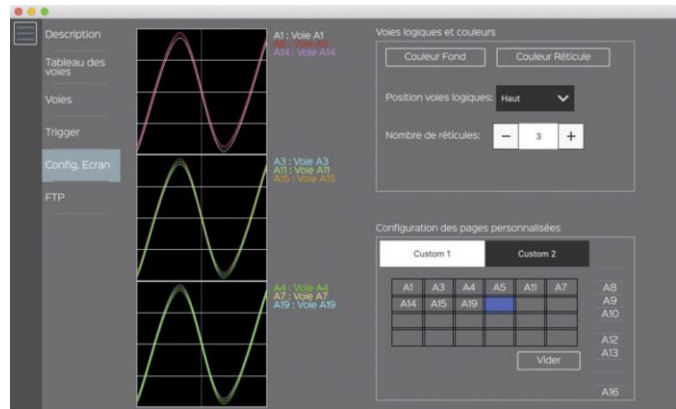 Description
Tableau des
voies
Voies
Trigger
Config. Ecran
FTP
A1 : Voie A1
A5 : Voie A5
A14 : Voie A14
A3 : Voie A3
A11 : Voie A11
A15 : Voie A15
A4 : Voie A4
A7 : Voie A7
A19 : Voie A19
Voies logiques et couleurs
Couleur Fond Couleur Réticule
Position voies logiques: Haut
Nombre de réticules: − 3 +
Configuration des pages personnalisées
Custom 1 Custom 2
A1 A3 A4 A5 A11 A7 A8
A14 A15 A19 A9
A10
A12
Vider A13
A16